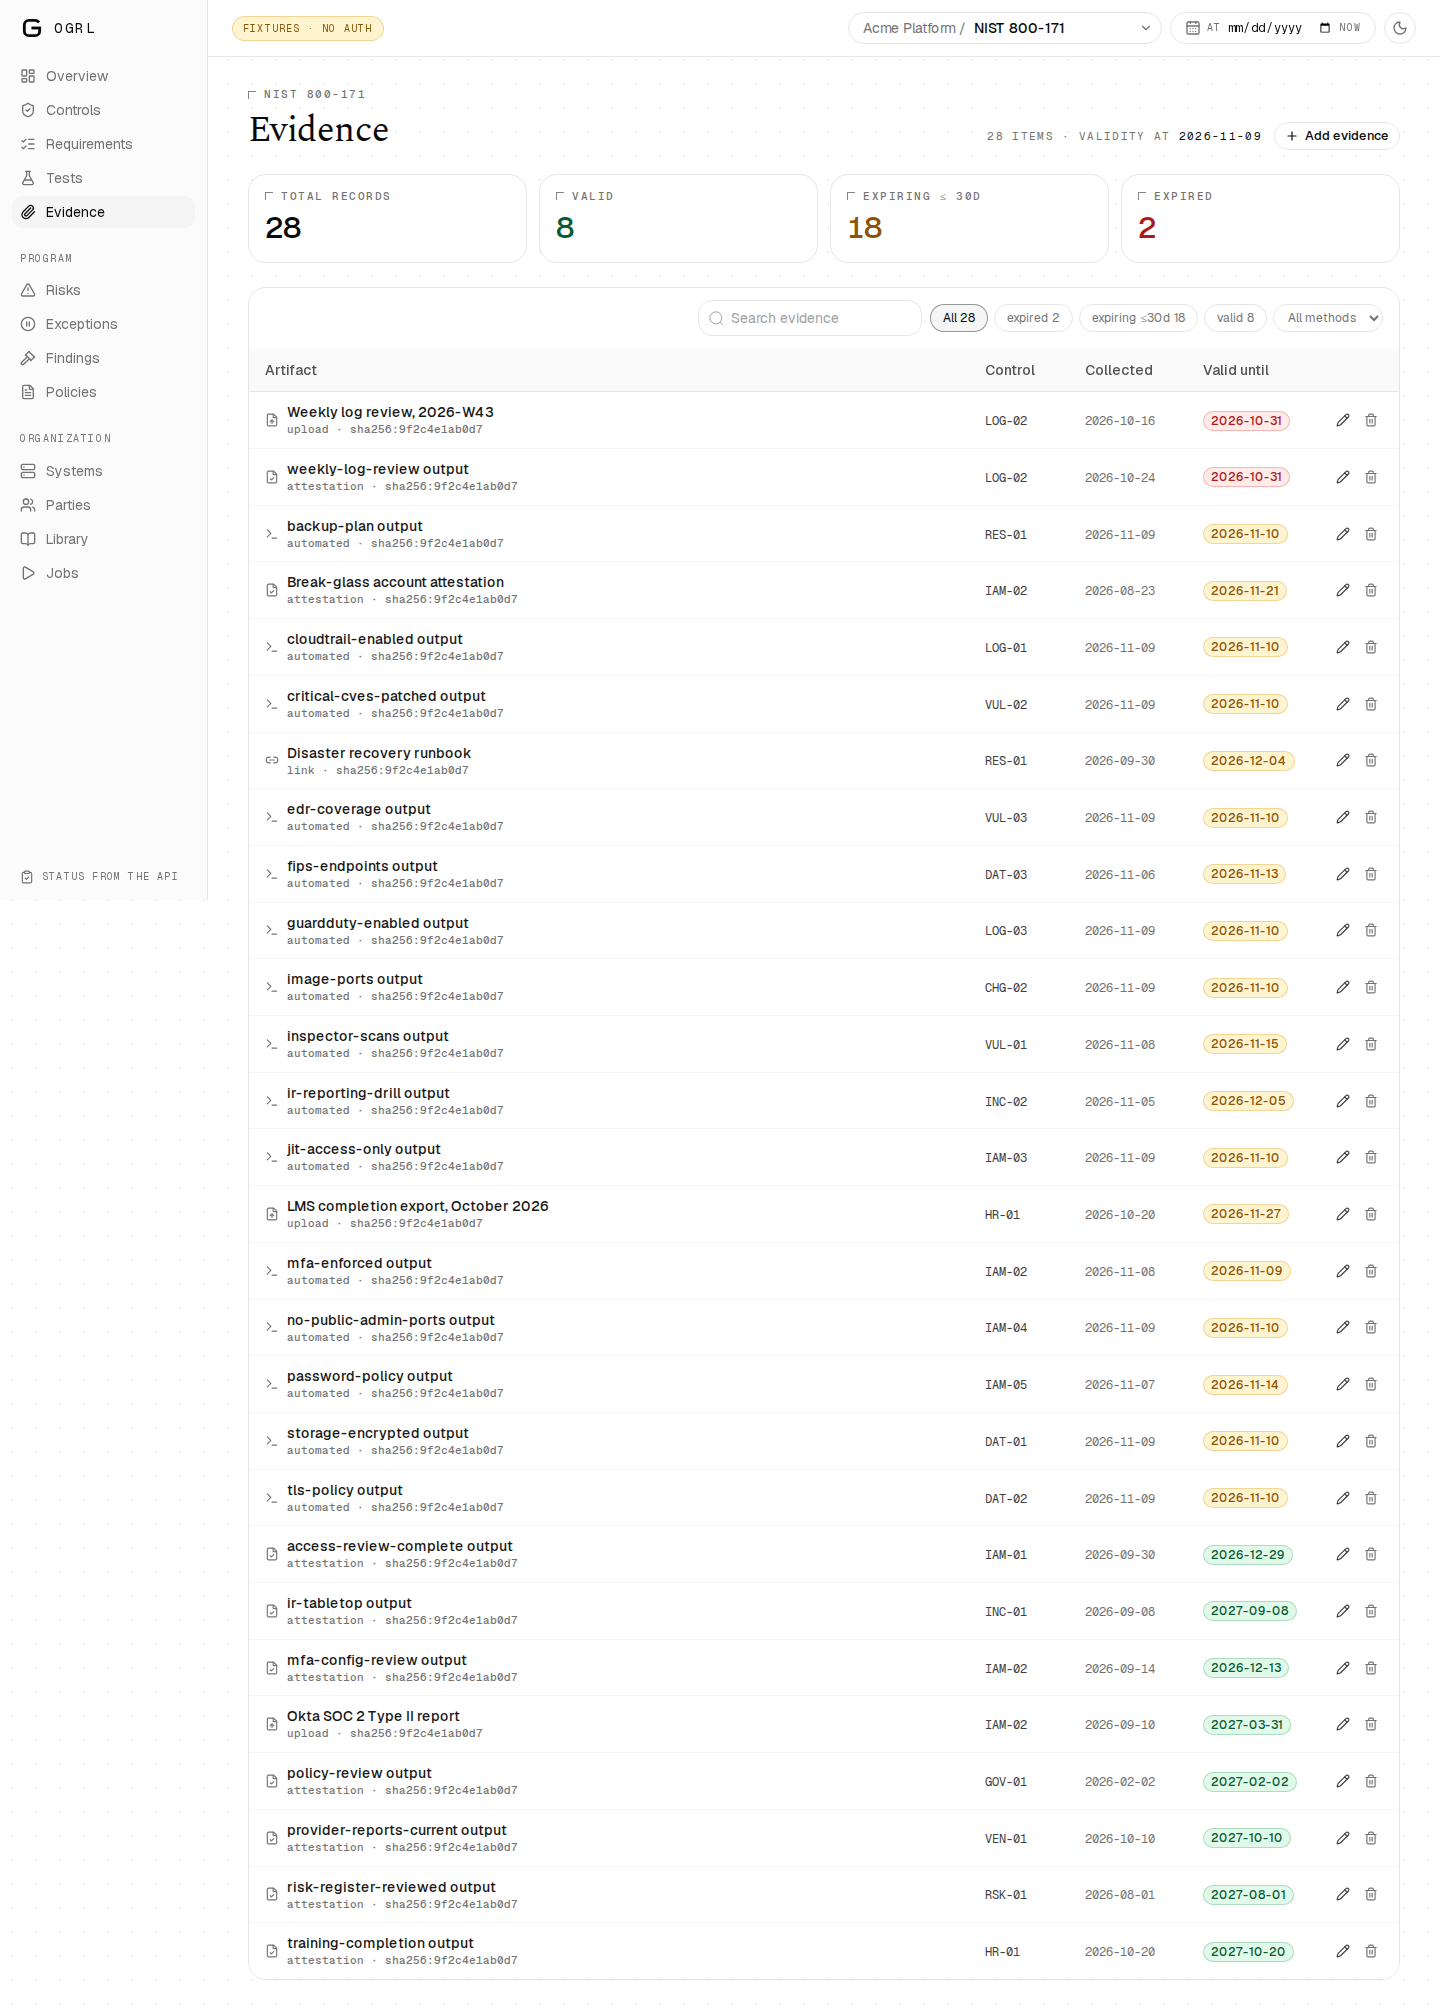 OGRL
FIXTURES · NO AUTH
Acme Platform / NIST 800-171
AT mm/dd/yyyy NOW
Overview
Controls
Requirements
Tests
Evidence
PROGRAM
Risks
Exceptions
Findings
Policies
ORGANIZATION
Systems
Parties
Library
Jobs
STATUS FROM THE API
NIST 800-171
Evidence
28 ITEMS · VALIDITY AT 2026-11-09
Add evidence
TOTAL RECORDS
28
VALID
8
EXPIRING ≤ 30D
18
EXPIRED
2
Search evidence
All 28
expired 2
expiring ≤30d 18
valid 8
All methods
Artifact Control Collected Valid until
Weekly log review, 2026-W43
upload · sha256:9f2c4e1ab0d7
LOG-02 2026-10-16 2026-10-31
weekly-log-review output
attestation · sha256:9f2c4e1ab0d7
LOG-02 2026-10-24 2026-10-31
backup-plan output
automated · sha256:9f2c4e1ab0d7
RES-01 2026-11-09 2026-11-10
Break-glass account attestation
attestation · sha256:9f2c4e1ab0d7
IAM-02 2026-08-23 2026-11-21
cloudtrail-enabled output
automated · sha256:9f2c4e1ab0d7
LOG-01 2026-11-09 2026-11-10
critical-cves-patched output
automated · sha256:9f2c4e1ab0d7
VUL-02 2026-11-09 2026-11-10
Disaster recovery runbook
link · sha256:9f2c4e1ab0d7
RES-01 2026-09-30 2026-12-04
edr-coverage output
automated · sha256:9f2c4e1ab0d7
VUL-03 2026-11-09 2026-11-10
fips-endpoints output
automated · sha256:9f2c4e1ab0d7
DAT-03 2026-11-06 2026-11-13
guardduty-enabled output
automated · sha256:9f2c4e1ab0d7
LOG-03 2026-11-09 2026-11-10
image-ports output
automated · sha256:9f2c4e1ab0d7
CHG-02 2026-11-09 2026-11-10
inspector-scans output
automated · sha256:9f2c4e1ab0d7
VUL-01 2026-11-08 2026-11-15
ir-reporting-drill output
automated · sha256:9f2c4e1ab0d7
INC-02 2026-11-05 2026-12-05
jit-access-only output
automated · sha256:9f2c4e1ab0d7
IAM-03 2026-11-09 2026-11-10
LMS completion export, October 2026
upload · sha256:9f2c4e1ab0d7
HR-01 2026-10-20 2026-11-27
mfa-enforced output
automated · sha256:9f2c4e1ab0d7
IAM-02 2026-11-08 2026-11-09
no-public-admin-ports output
automated · sha256:9f2c4e1ab0d7
IAM-04 2026-11-09 2026-11-10
password-policy output
automated · sha256:9f2c4e1ab0d7
IAM-05 2026-11-07 2026-11-14
storage-encrypted output
automated · sha256:9f2c4e1ab0d7
DAT-01 2026-11-09 2026-11-10
tls-policy output
automated · sha256:9f2c4e1ab0d7
DAT-02 2026-11-09 2026-11-10
access-review-complete output
attestation · sha256:9f2c4e1ab0d7
IAM-01 2026-09-30 2026-12-29
ir-tabletop output
attestation · sha256:9f2c4e1ab0d7
INC-01 2026-09-08 2027-09-08
mfa-config-review output
attestation · sha256:9f2c4e1ab0d7
IAM-02 2026-09-14 2026-12-13
Okta SOC 2 Type II report
upload · sha256:9f2c4e1ab0d7
IAM-02 2026-09-10 2027-03-31
policy-review output
attestation · sha256:9f2c4e1ab0d7
GOV-01 2026-02-02 2027-02-02
provider-reports-current output
attestation · sha256:9f2c4e1ab0d7
VEN-01 2026-10-10 2027-10-10
risk-register-reviewed output
attestation · sha256:9f2c4e1ab0d7
RSK-01 2026-08-01 2027-08-01
training-completion output
attestation · sha256:9f2c4e1ab0d7
HR-01 2026-10-20 2027-10-20